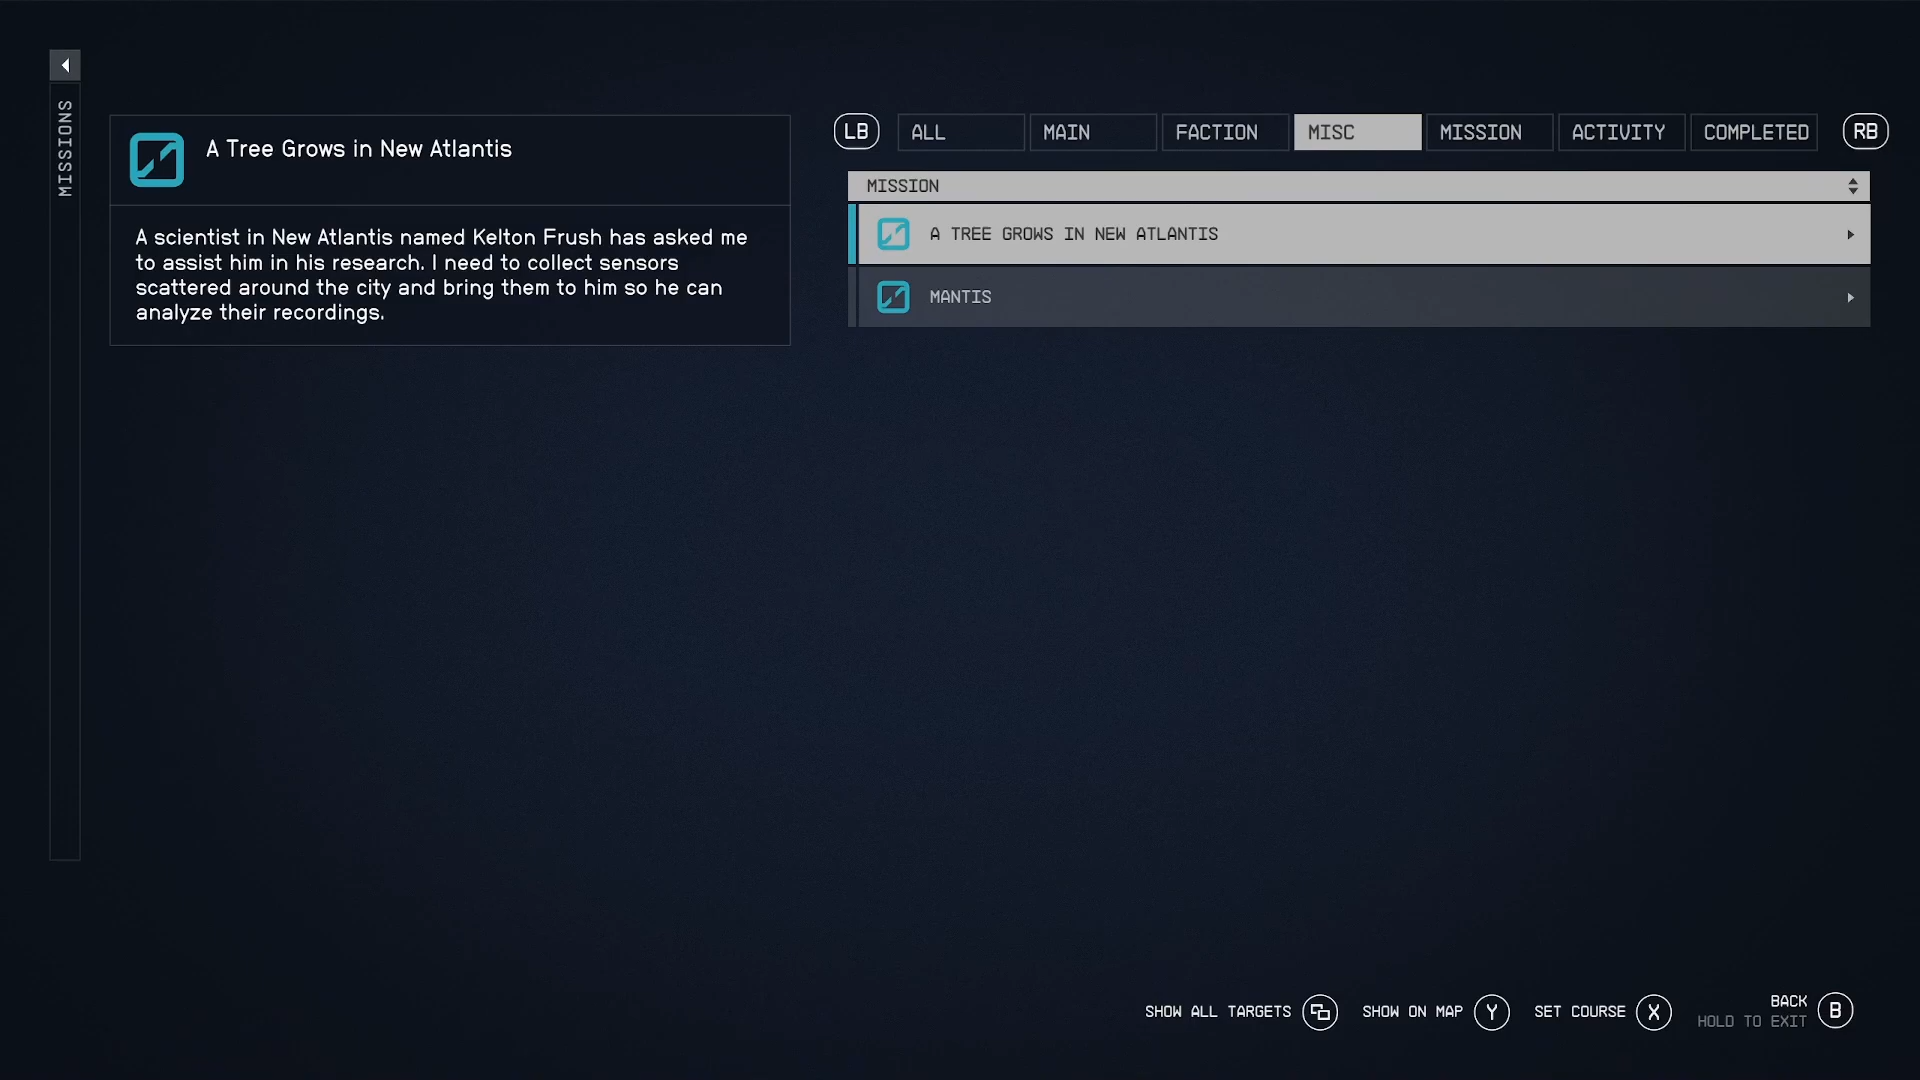 MISSIONS
A Tree Grows in New Atlantis
A scientist in New Atlantis named Kelton Frush has asked me
to assist him in his research. I need to collect sensors
scattered around the city and bring them to him so he can
analyze their recordings.
LB ALL MAIN FACTION MISC MISSION ACTIVITY COMPLETED RB
MISSION
A TREE GROWS IN NEW ATLANTIS
MANTIS
SHOW ALL TARGETS SHOW ON MAP Y SET COURSE X BACK B
HOLD TO EXIT